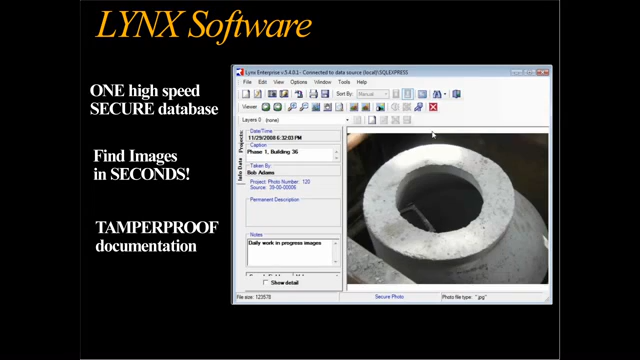 LYNX Software
ONE high speed
SECURE database
Find Images
in SECONDS!
TAMPERPROOF
documentation
Lynx Enterprise v.5.4.0.1 - Connected to data source (local)\SQLEXPRESS
File Edit View Options Window Tools Help
Sort By: Manual
Viewer
Layers 0 (none)
Projects
Info Data
Date/Time
11/29/2008 6:32:03 PM
Caption
Phase 1, Building 36
Taken By
Bob Adams
Project Photo Number: 120
Source: 39-00-00006
Permanent Description
Notes
Daily work in progress images
Show detail
File size: 123578
Secure Photo
Photo file type: ".jpg"